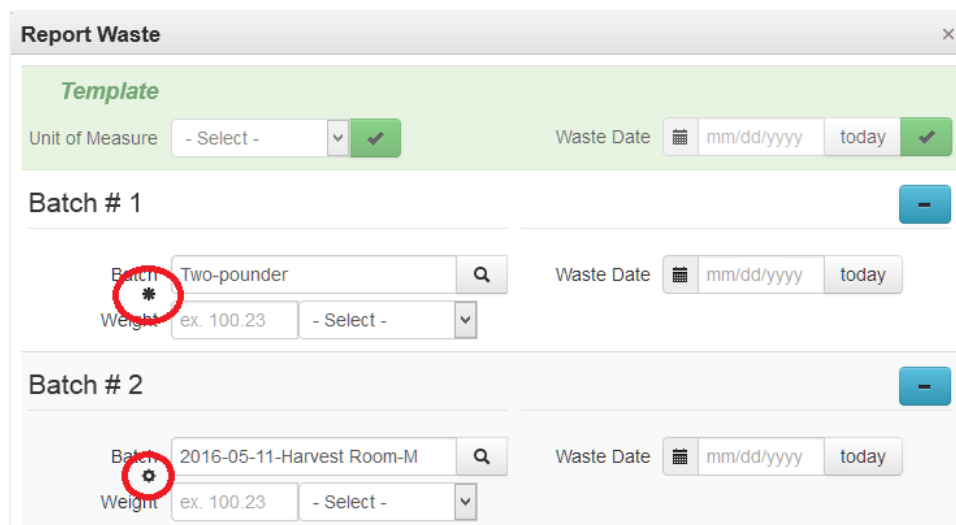 Report Waste ×
Template
Unit of Measure - Select - Waste Date mm/dd/yyyy today
Batch # 1
Batch Two-pounder Waste Date mm/dd/yyyy today
Weight ex. 100.23 - Select -
Batch # 2
Batch 2016-05-11-Harvest Room-M Waste Date mm/dd/yyyy today
Weight ex. 100.23 - Select -